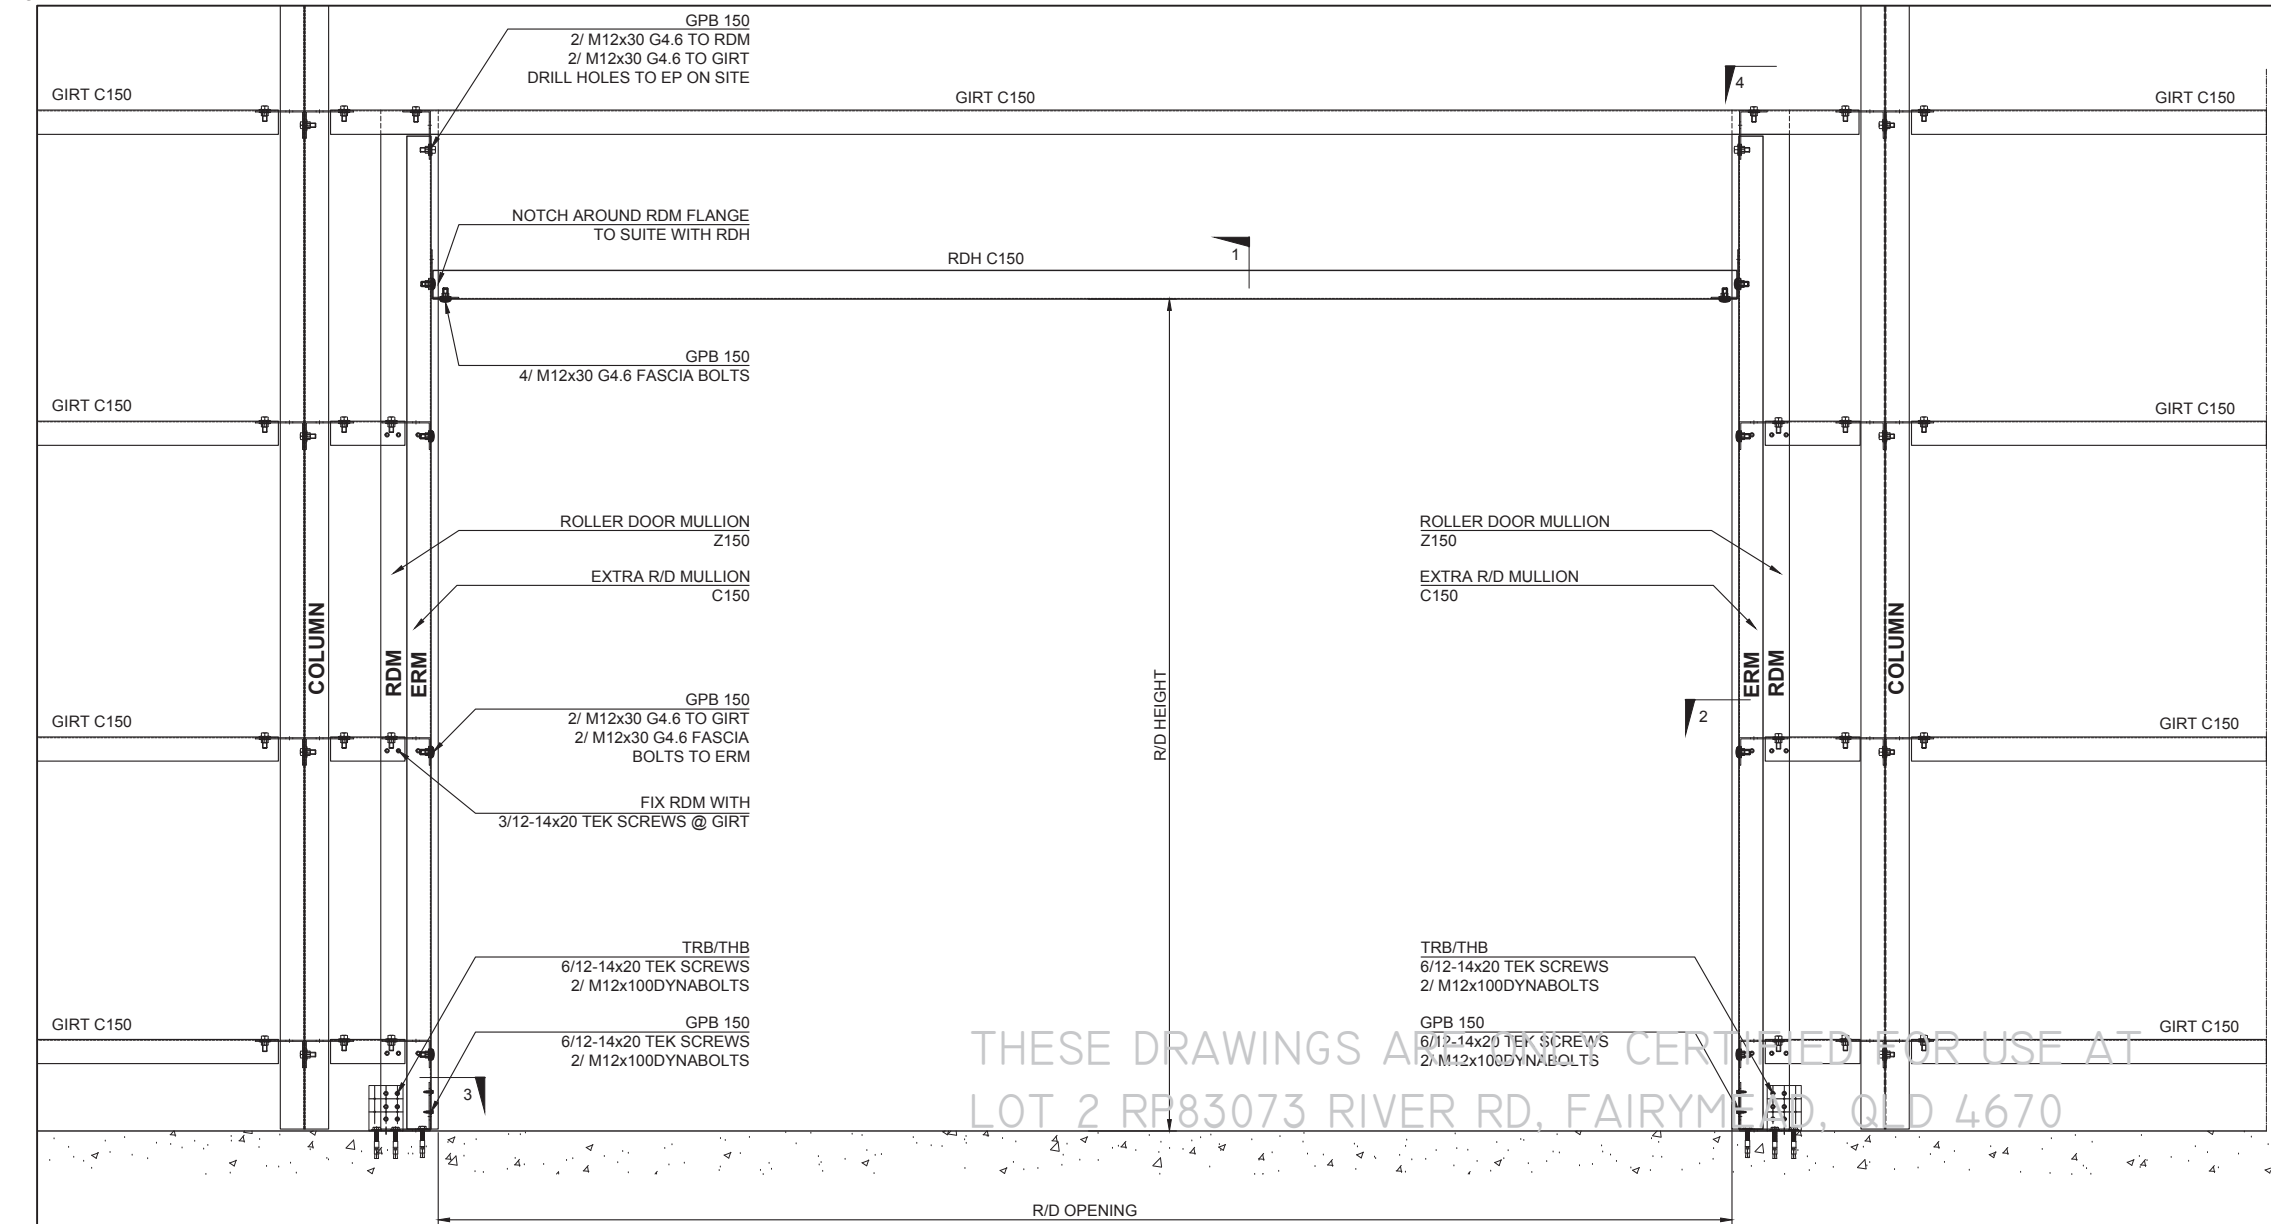 GPB 150
2/ M12x30 G4.6 TO RDM
2/ M12x30 G4.6 TO GIRT
DRILL HOLES TO EP ON SITE
4
GIRT C150
GIRT C150
GIRT C150
NOTCH AROUND RDM FLANGE
TO SUITE WITH RDH
1
RDH C150
GPB 150
4/ M12x30 G4.6 FASCIA BOLTS
GIRT C150
GIRT C150
ROLLER DOOR MULLION
Z150
EXTRA R/D MULLION
C150
ROLLER DOOR MULLION
Z150
EXTRA R/D MULLION
C150
COLUMN
RDM
ERM
R/D HEIGHT
ERM
RDM
COLUMN
GPB 150
2/ M12x30 G4.6 TO GIRT
2/ M12x30 G4.6 FASCIA
BOLTS TO ERM
2
GIRT C150
GIRT C150
FIX RDM WITH
3/12-14x20 TEK SCREWS @ GIRT
TRB/THB
6/12-14x20 TEK SCREWS
2/ M12x100DYNABOLTS
TRB/THB
6/12-14x20 TEK SCREWS
2/ M12x100DYNABOLTS
GIRT C150
GPB 150
6/12-14x20 TEK SCREWS
2/ M12x100DYNABOLTS
GPB 150
6/12-14x20 TEK SCREWS
2/ M12x100DYNABOLTS
GIRT C150
3
THESE DRAWINGS ARE ONLY CERTIFIED FOR USE AT
LOT 2 RP83073 RIVER RD, FAIRYMEAD, QLD 4670
R/D OPENING